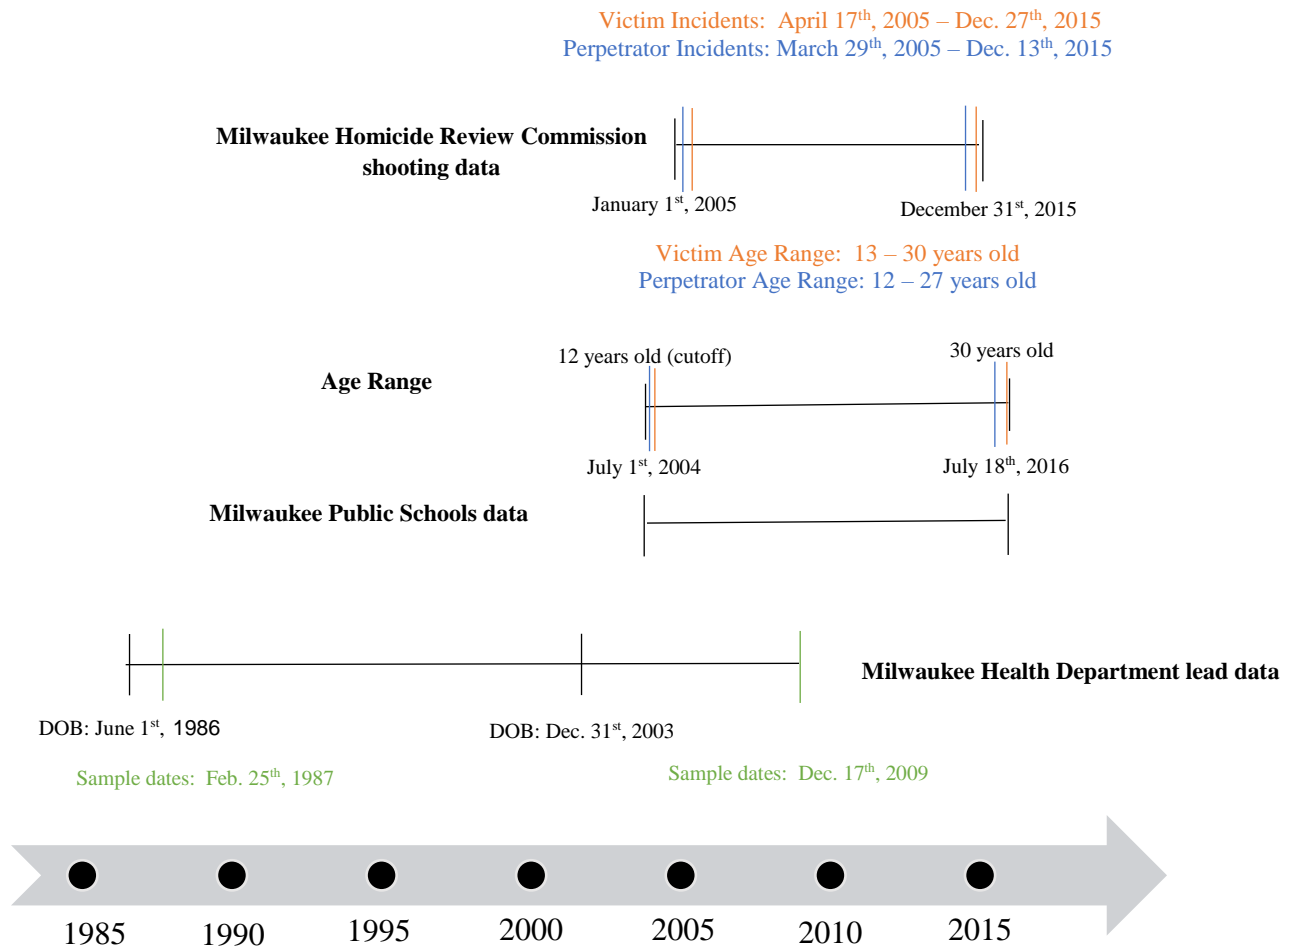 Victim Incidents: April 17th, 2005 – Dec. 27th, 2015
Perpetrator Incidents: March 29th, 2005 – Dec. 13th, 2015
Milwaukee Homicide Review Commission
shooting data
January 1st, 2005
December 31st, 2015
Victim Age Range: 13 – 30 years old
Perpetrator Age Range: 12 – 27 years old
12 years old (cutoff)
30 years old
Age Range
July 1st, 2004
July 18th, 2016
Milwaukee Public Schools data
Milwaukee Health Department lead data
DOB: June 1st, 1986
DOB: Dec. 31st, 2003
Sample dates: Feb. 25th, 1987
Sample dates: Dec. 17th, 2009
1985
1990
1995
2000
2005
2010
2015